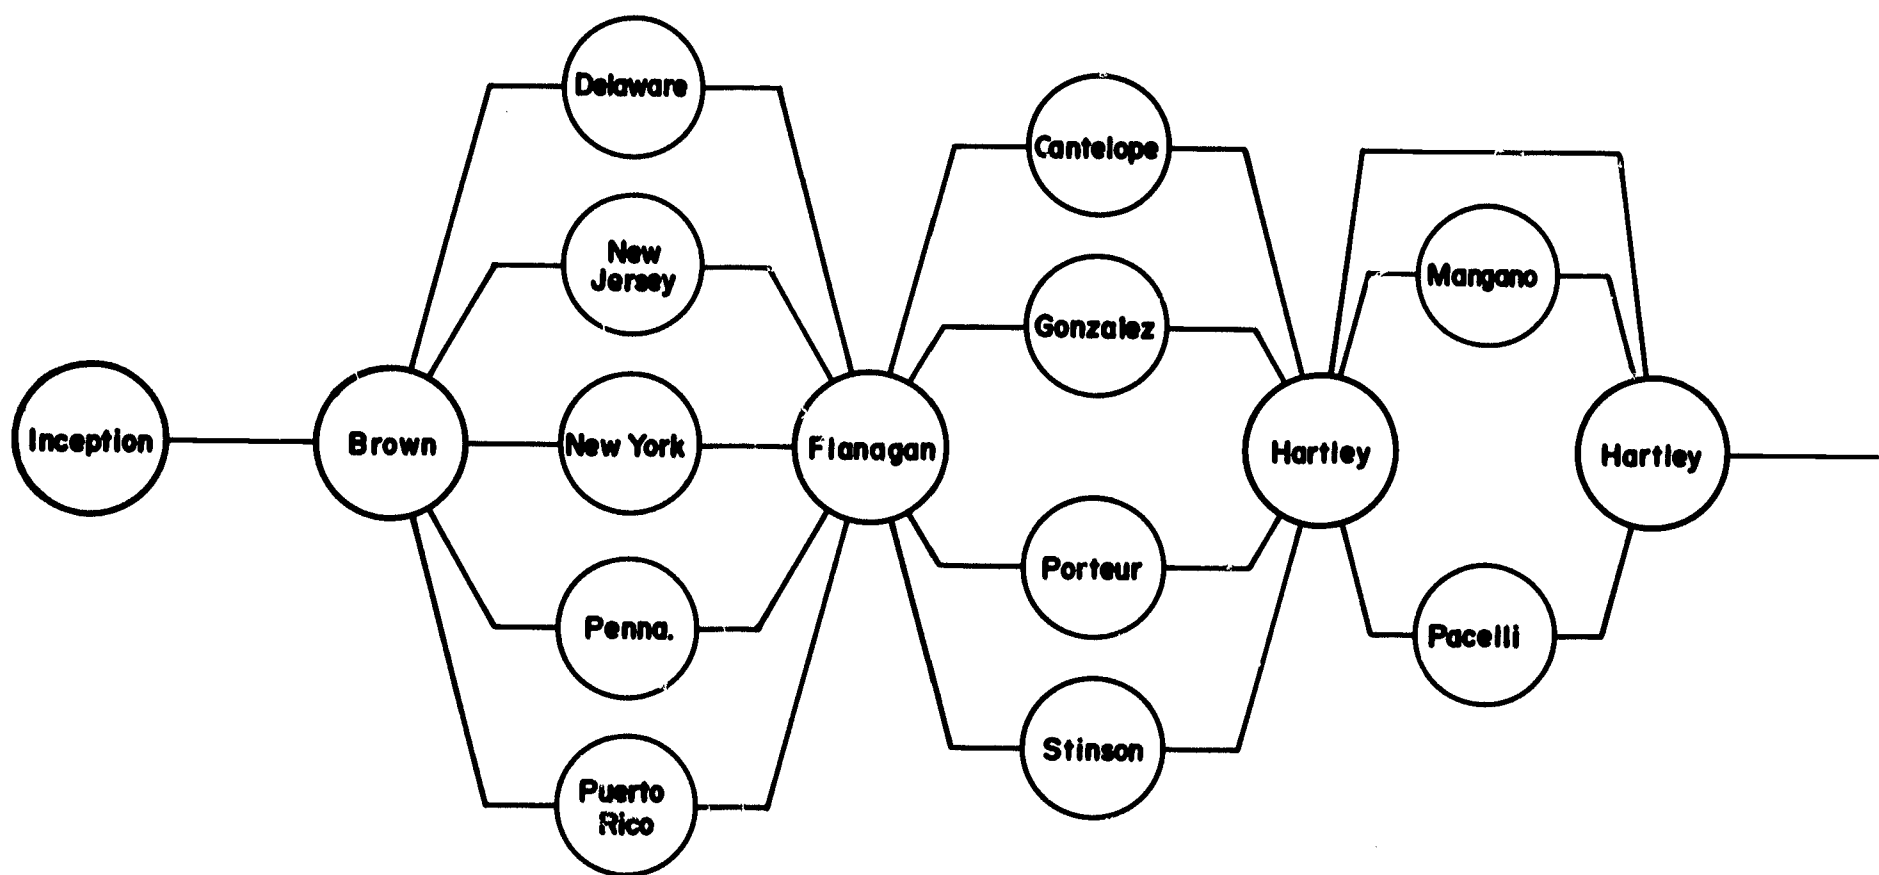 Inception
Brown
Delaware
New
Jersey
New York
Penna.
Puerto
Rico
Flanagan
Cantelope
Gonzalez
Porteur
Stinson
Hartley
Mangano
Pacelli
Hartley